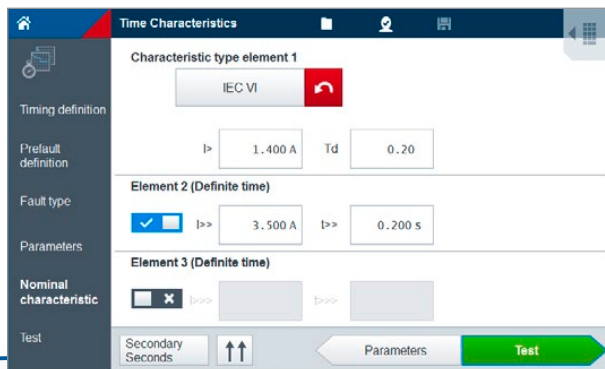 Time Characteristics
Characteristic type element 1
IEC VI
Timing definition
I> 1.400 A Td 0.20
Prefault
definition
Element 2 (Definite time)
Fault type
I>> 3.500 A t>> 0.200 s
Parameters
Element 3 (Definite time)
Nominal
characteristic
I>>> t>>>
Test
Secondary
Seconds
Parameters
Test